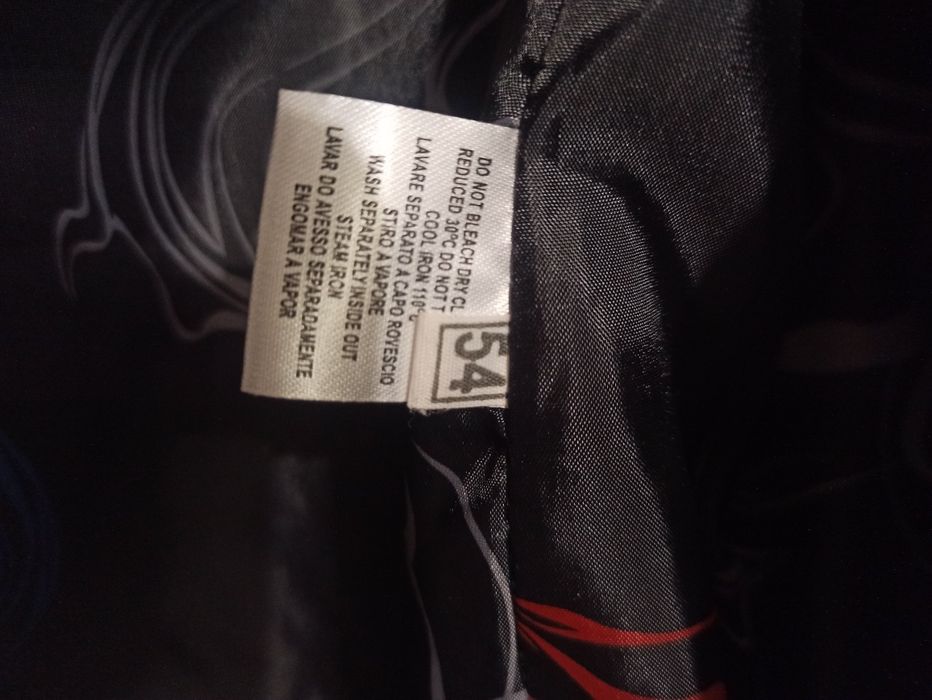 DO NOT BLEACH DRY CL
REDUCED 30°C DO NOT T
COOL IRON 110°C
LAVARE SEPARATO A CAPO ROVESCIO
STIRO A VAPORE
WASH SEPARATELY INSIDE OUT
STEAM IRON
LAVAR DO AVESSO SEPARADAMENTE
ENGOMAR A VAPOR
54